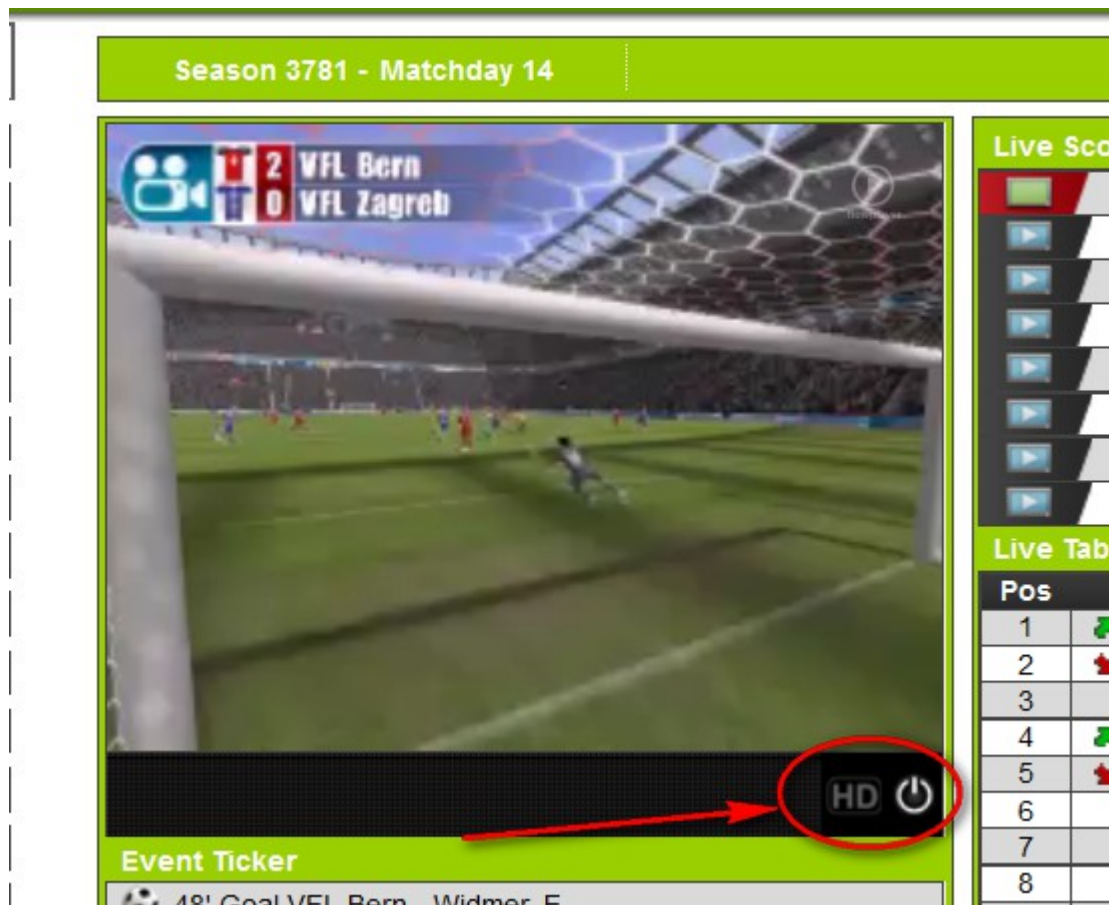 Season 3781 - Matchday 14
2 VFL Bern
0 VFL Zagreb
HD
Event Ticker
48' Goal VFL Bern - Widmer, F
Live Sco
Live Tab
Pos
1
2
3
4
5
6
7
8